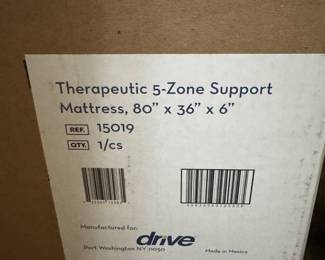 Therapeutic 5-Zone Support
Mattress, 80" x 36" x 6"
REF. 15019
QTY. 1/cs
Manufactured for:
drive
Port Washington NY 11050
Made in Mexico